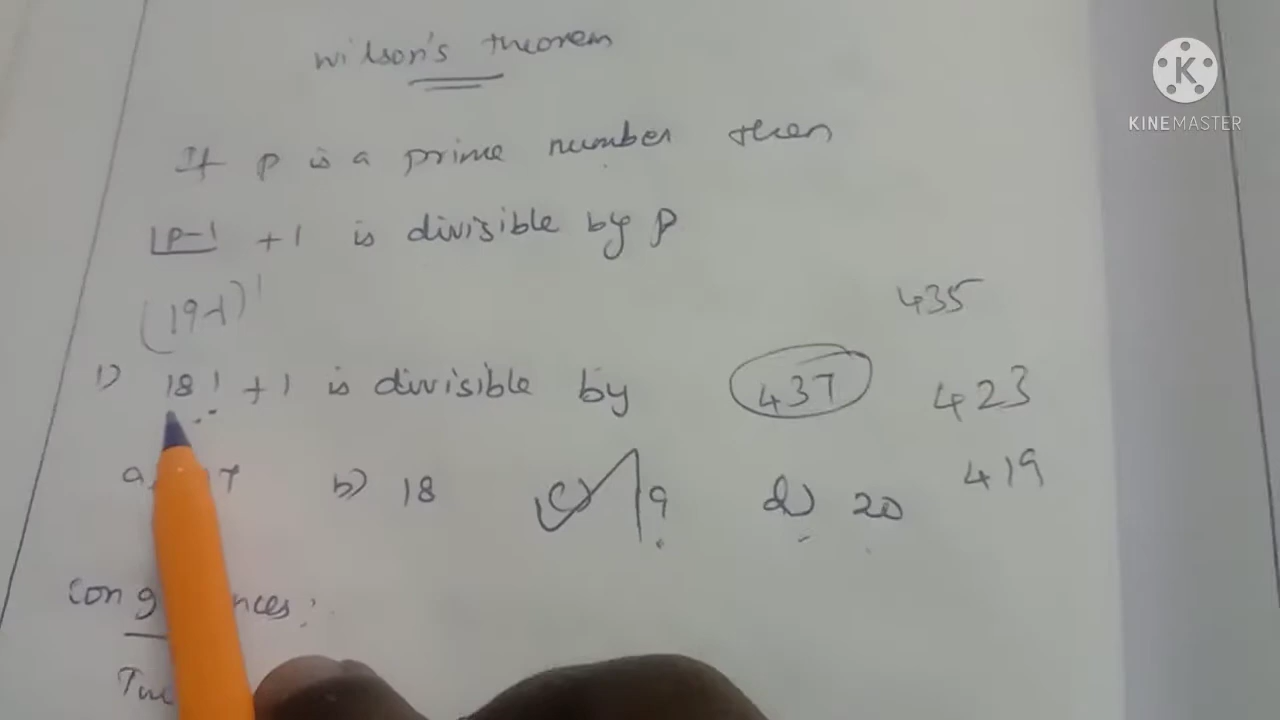 Wilson's theorem
K
KINEMASTER
If p is a prime number then
|p-1 + 1 is divisible by p
(19-1)!
435
1) 18! + 1 is divisible by 437 423
b) 18 c) 19 d) 20 419